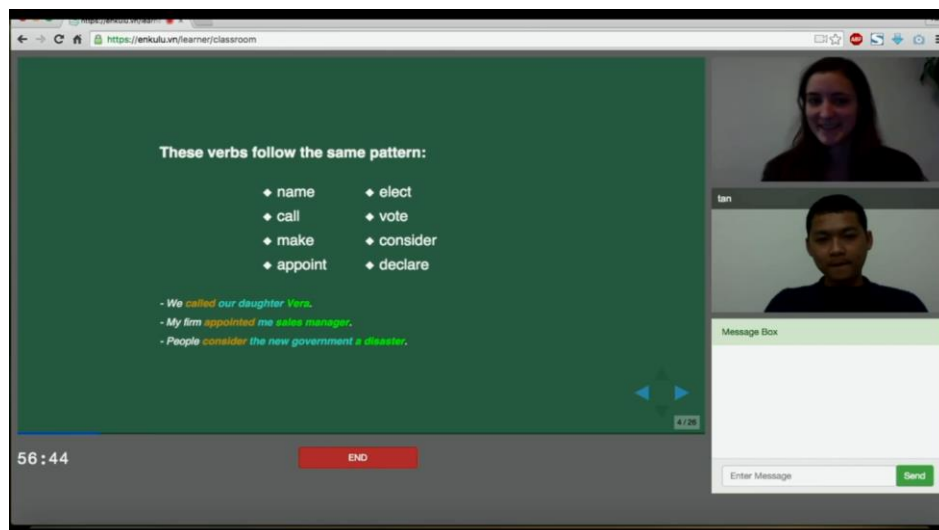 https://enkulu.vn/learner/classroom
These verbs follow the same pattern:
◆ name ◆ elect
◆ call ◆ vote
◆ make ◆ consider
◆ appoint ◆ declare
- We called our daughter Vera.
- My firm appointed me sales manager.
- People consider the new government a disaster.
4/26
56:44
END
tan
Message Box
Enter Message
Send